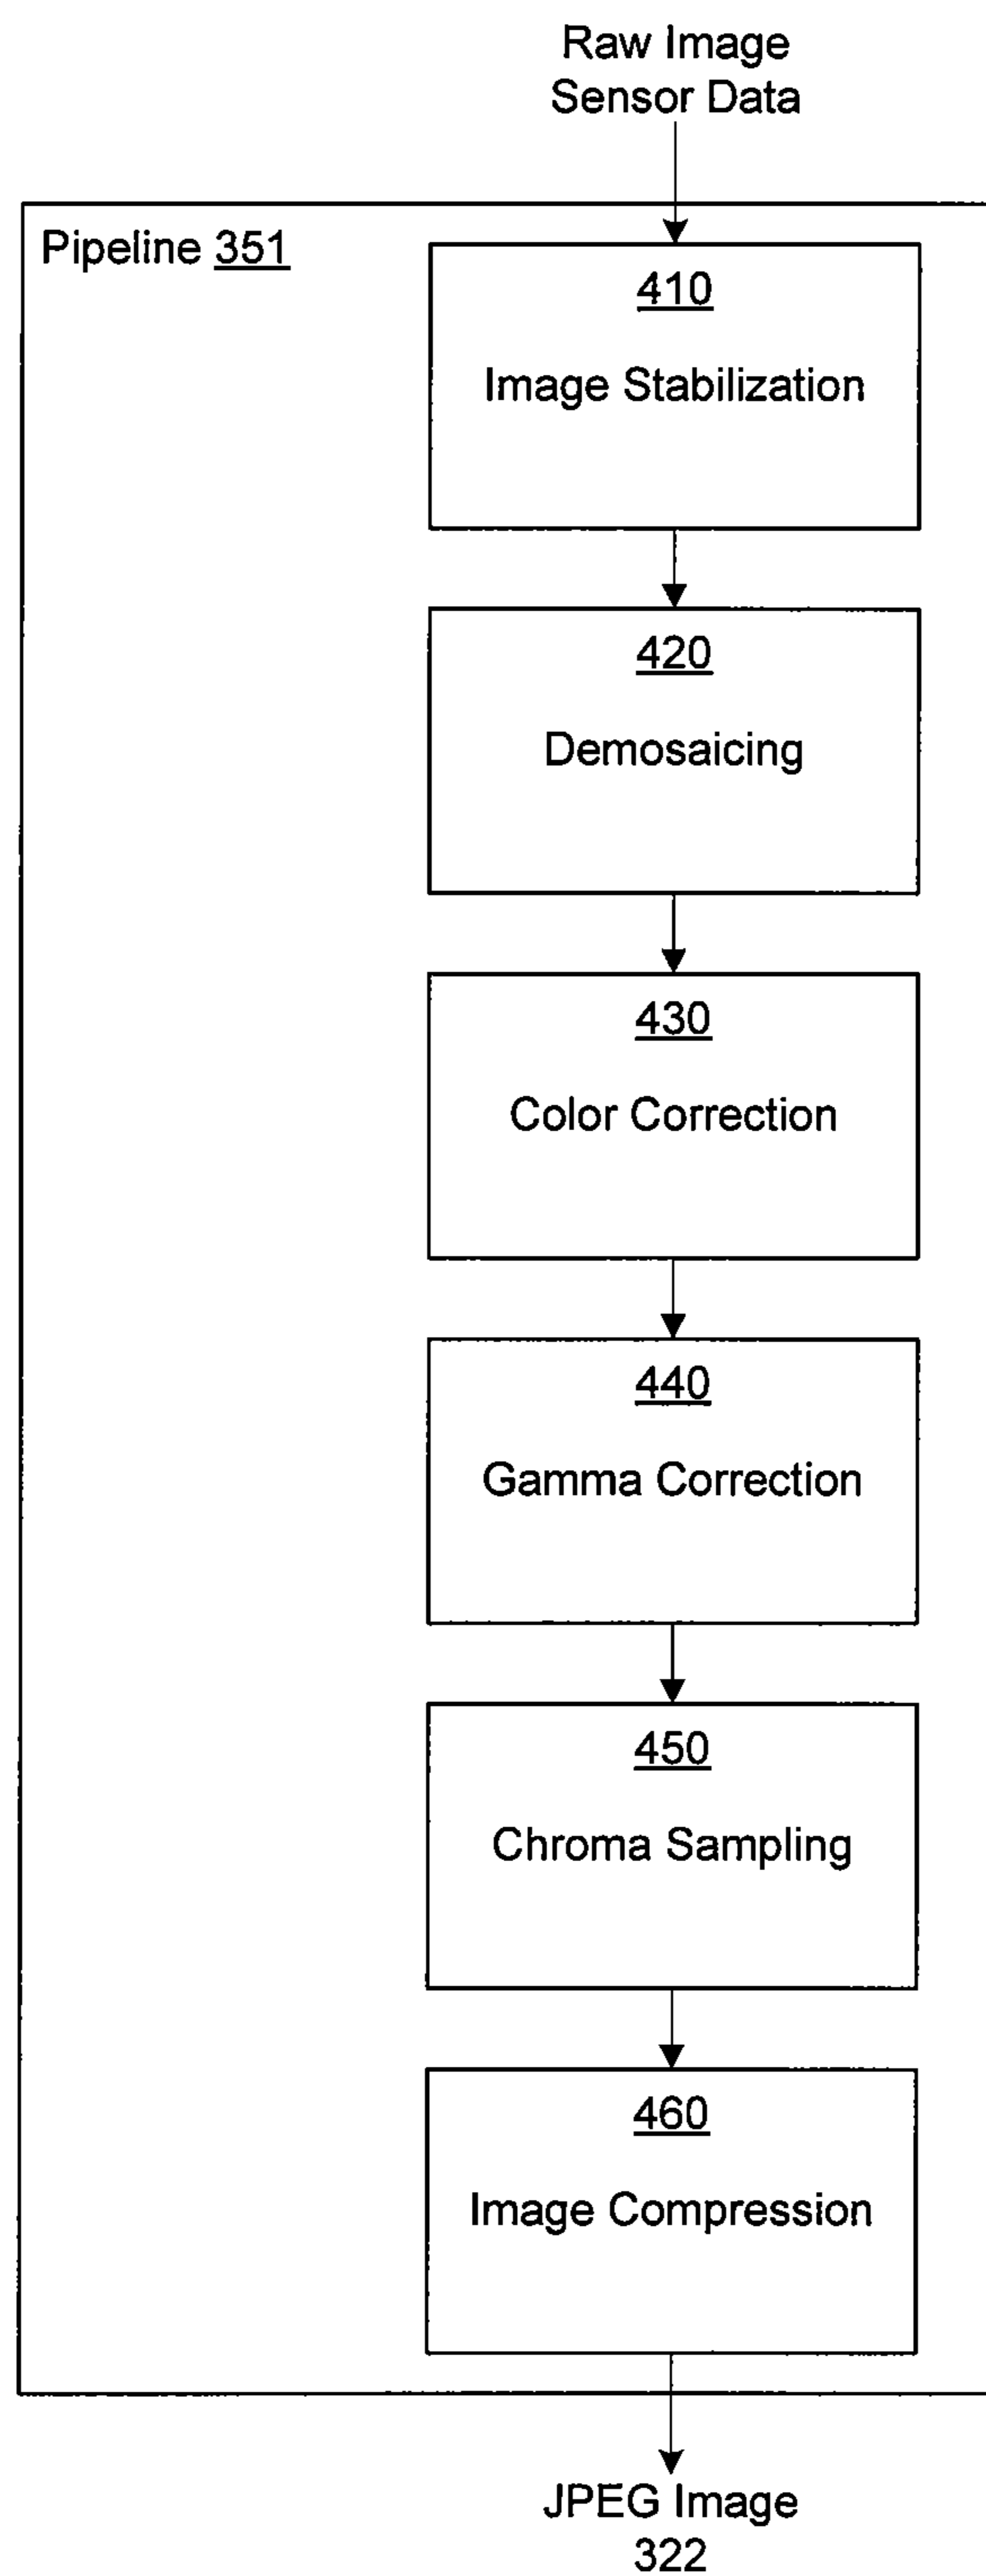 Raw Image
Sensor Data
Pipeline 351
410
Image Stabilization
420
Demosaicing
430
Color Correction
440
Gamma Correction
450
Chroma Sampling
460
Image Compression
JPEG Image
322